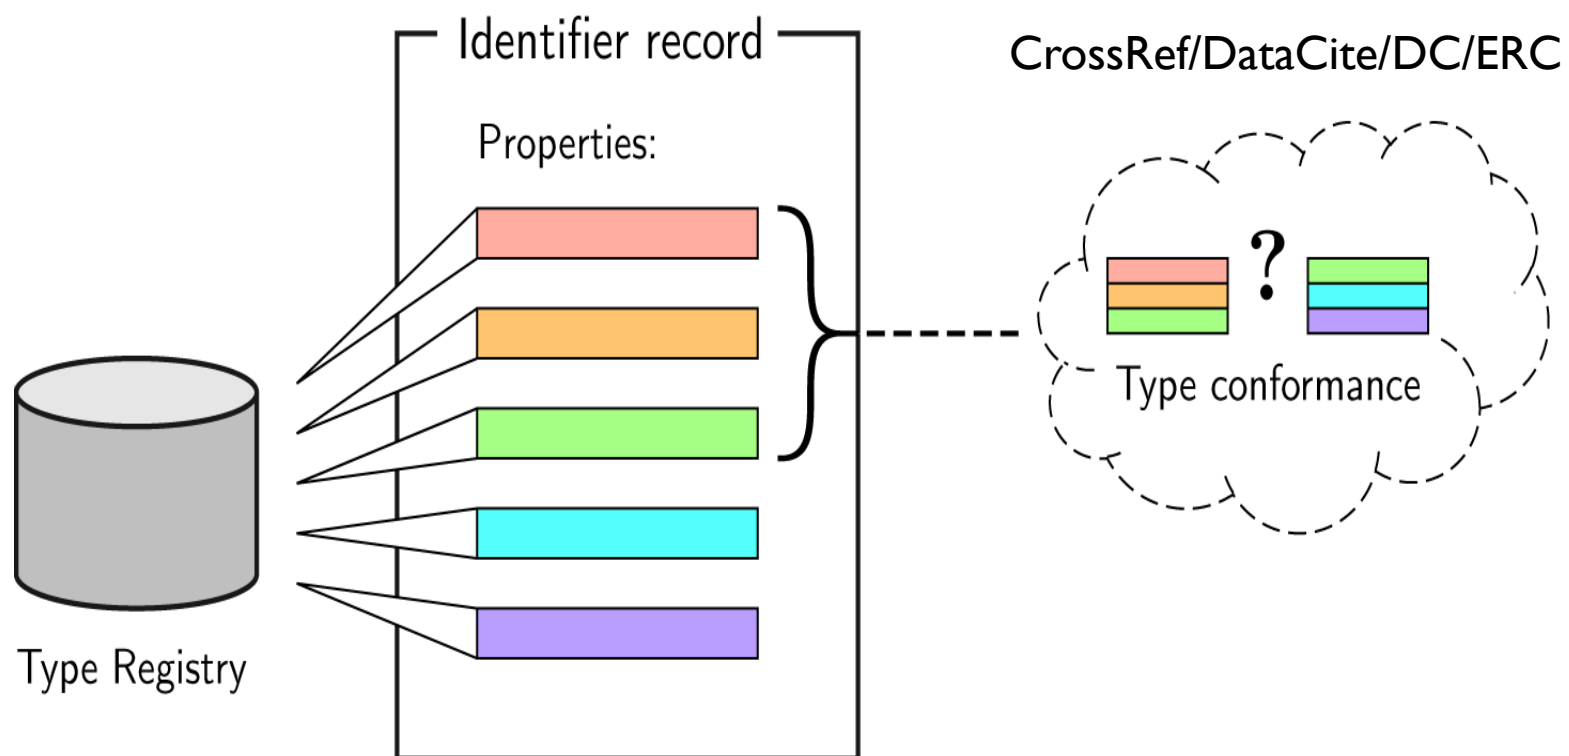 Identifier record
CrossRef/DataCite/DC/ERC
Properties:
?
Type conformance
Type Registry